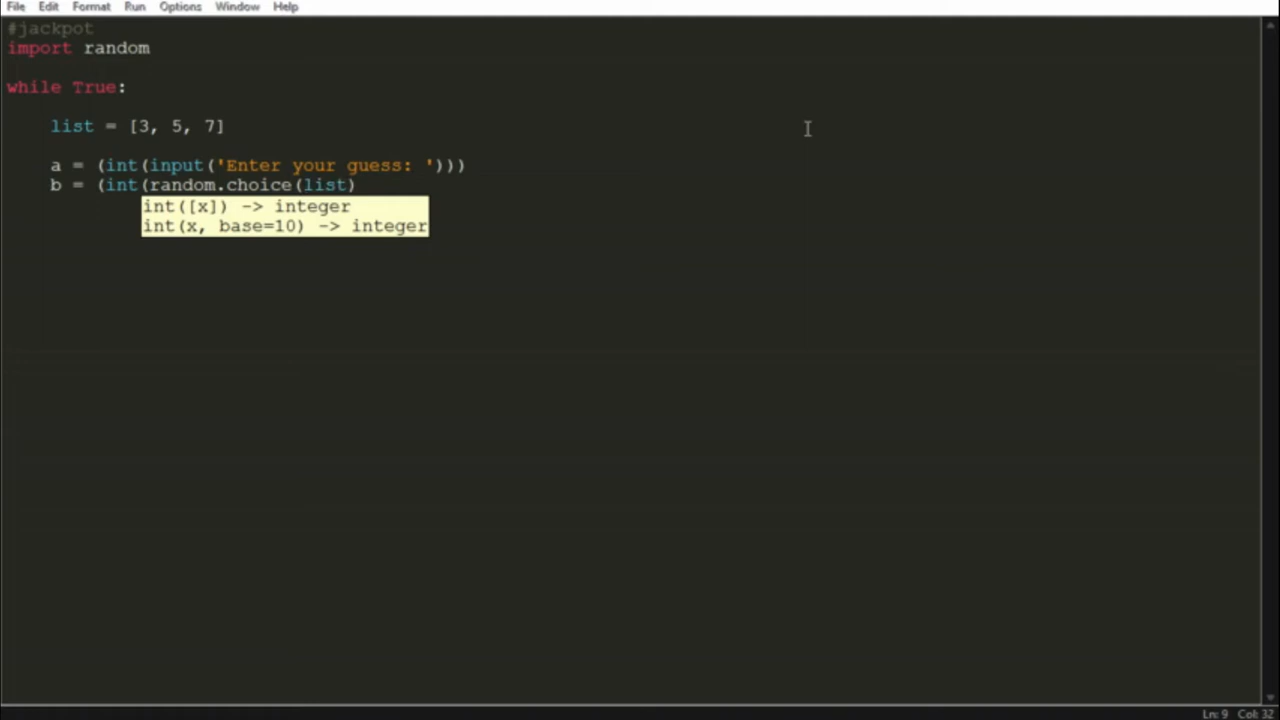 File Edit Format Run Options Window Help
#jackpot
import random
while True:
    list = [3, 5, 7]
    a = (int(input('Enter your guess: ')))
    b = (int(random.choice(list)
int([x]) -> integer
int(x, base=10) -> integer
Ln: 9 Col: 32